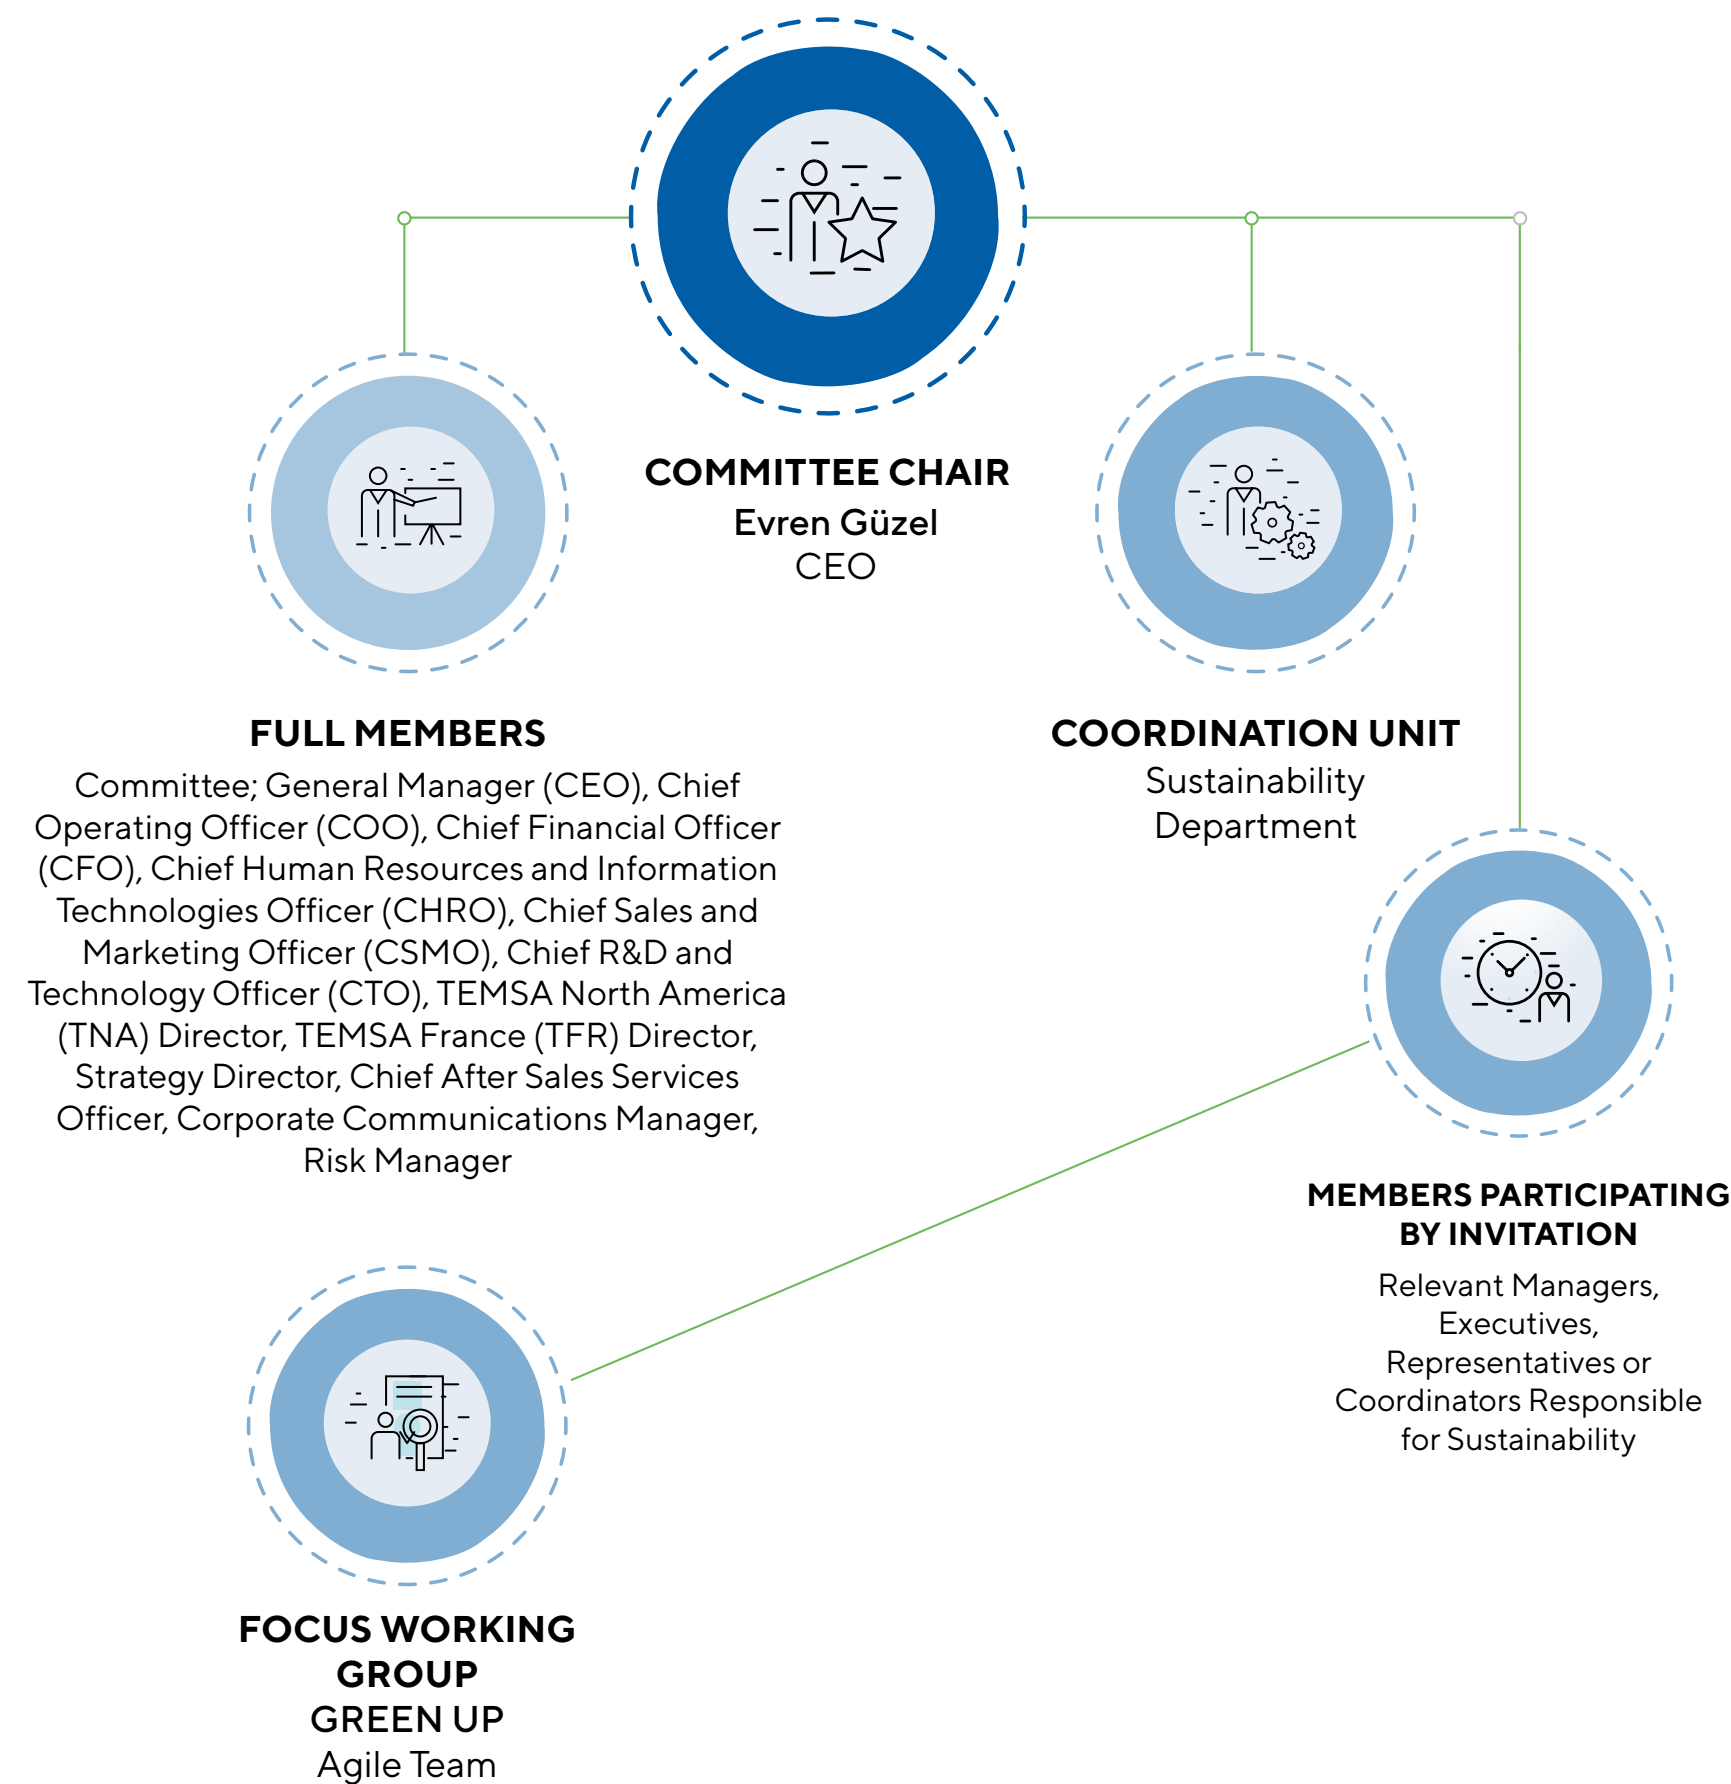 COMMITTEE CHAIR
Evren Güzel
CEO
FULL MEMBERS
Committee; General Manager (CEO), Chief
Operating Officer (COO), Chief Financial Officer
(CFO), Chief Human Resources and Information
Technologies Officer (CHRO), Chief Sales and
Marketing Officer (CSMO), Chief R&D and
Technology Officer (CTO), TEMSA North America
(TNA) Director, TEMSA France (TFR) Director,
Strategy Director, Chief After Sales Services
Officer, Corporate Communications Manager,
Risk Manager
COORDINATION UNIT
Sustainability
Department
MEMBERS PARTICIPATING
BY INVITATION
Relevant Managers,
Executives,
Representatives or
Coordinators Responsible
for Sustainability
FOCUS WORKING
GROUP
GREEN UP
Agile Team